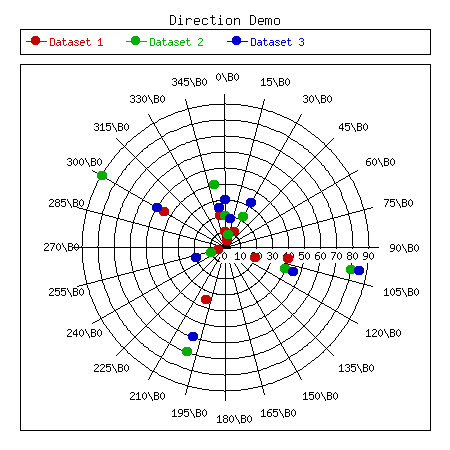 Direction Demo
Dataset 1 Dataset 2 Dataset 3
0\B0
345\B0 15\B0
330\B0 30\B0
315\B0 45\B0
300\B0 60\B0
285\B0 75\B0
270\B0 90\B0
0 10 20 30 40 50 60 70 80 90
255\B0 105\B0
240\B0 120\B0
225\B0 135\B0
210\B0 150\B0
195\B0 165\B0
180\B0